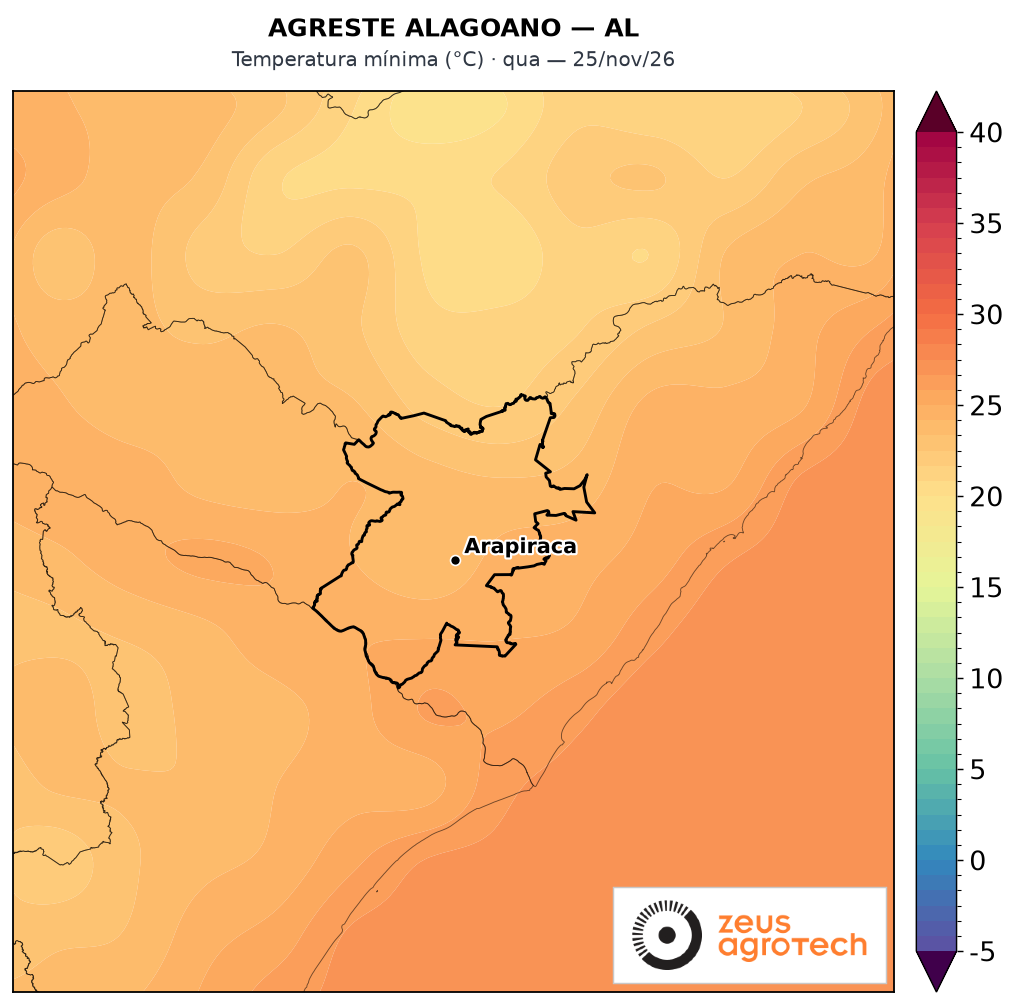 AGRESTE ALAGOANO — AL
Temperatura mínima (°C) · qua — 25/nov/26
40
35
30
25
20
15
10
5
0
-5
Arapiraca
zeus
agrotech